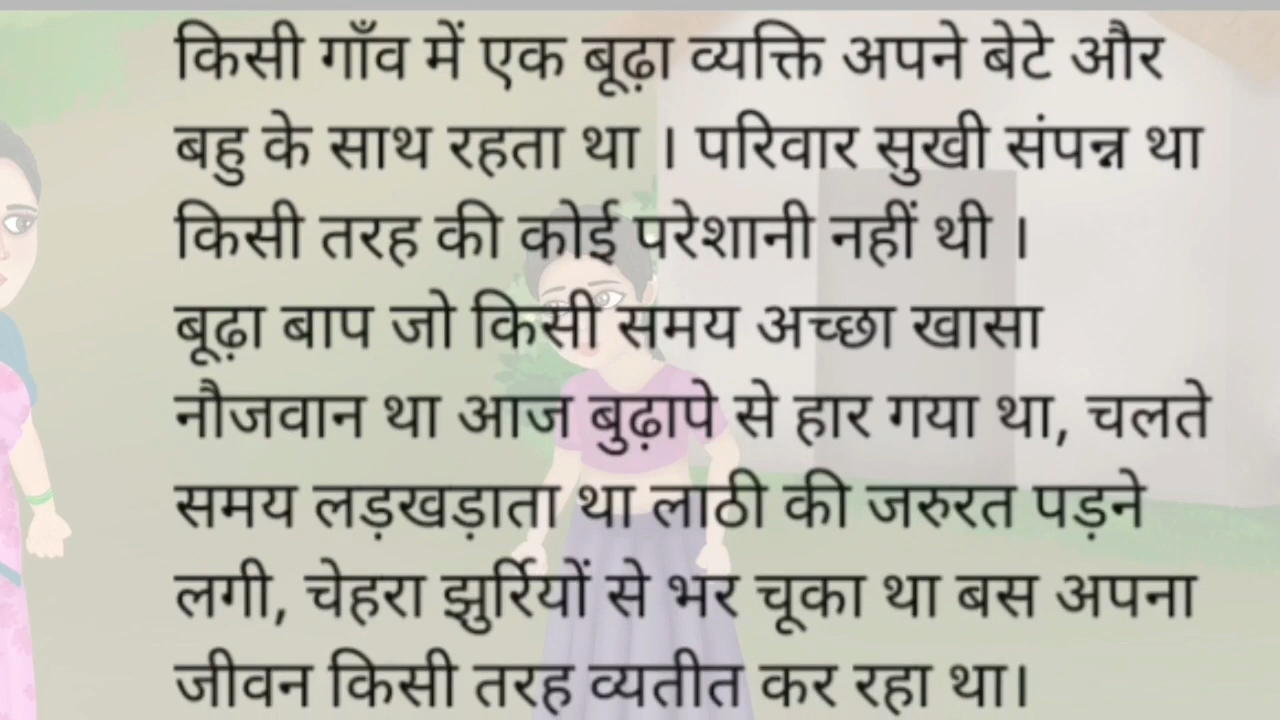 किसी गाँव में एक बूढ़ा व्यक्ति अपने बेटे और
बहु के साथ रहता था । परिवार सुखी संपन्न था
किसी तरह की कोई परेशानी नहीं थी ।
बूढ़ा बाप जो किसी समय अच्छा खासा
नौजवान था आज बुढ़ापे से हार गया था, चलते
समय लड़खड़ाता था लाठी की जरुरत पड़ने
लगी, चेहरा झुर्रियों से भर चूका था बस अपना
जीवन किसी तरह व्यतीत कर रहा था।